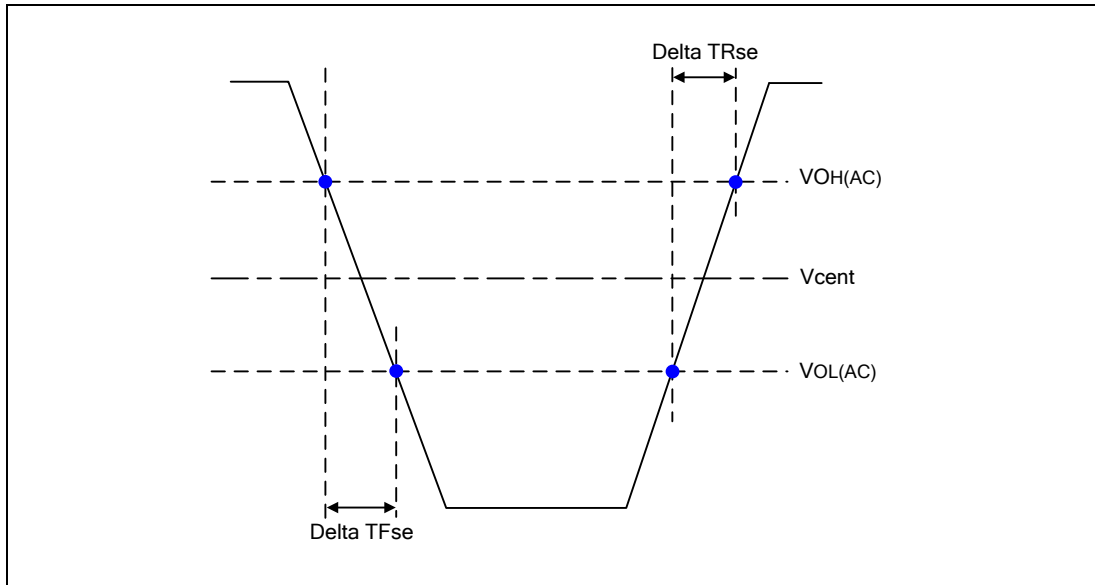 Delta TRse
VOH(AC)
Vcent
VOL(AC)
Delta TFse